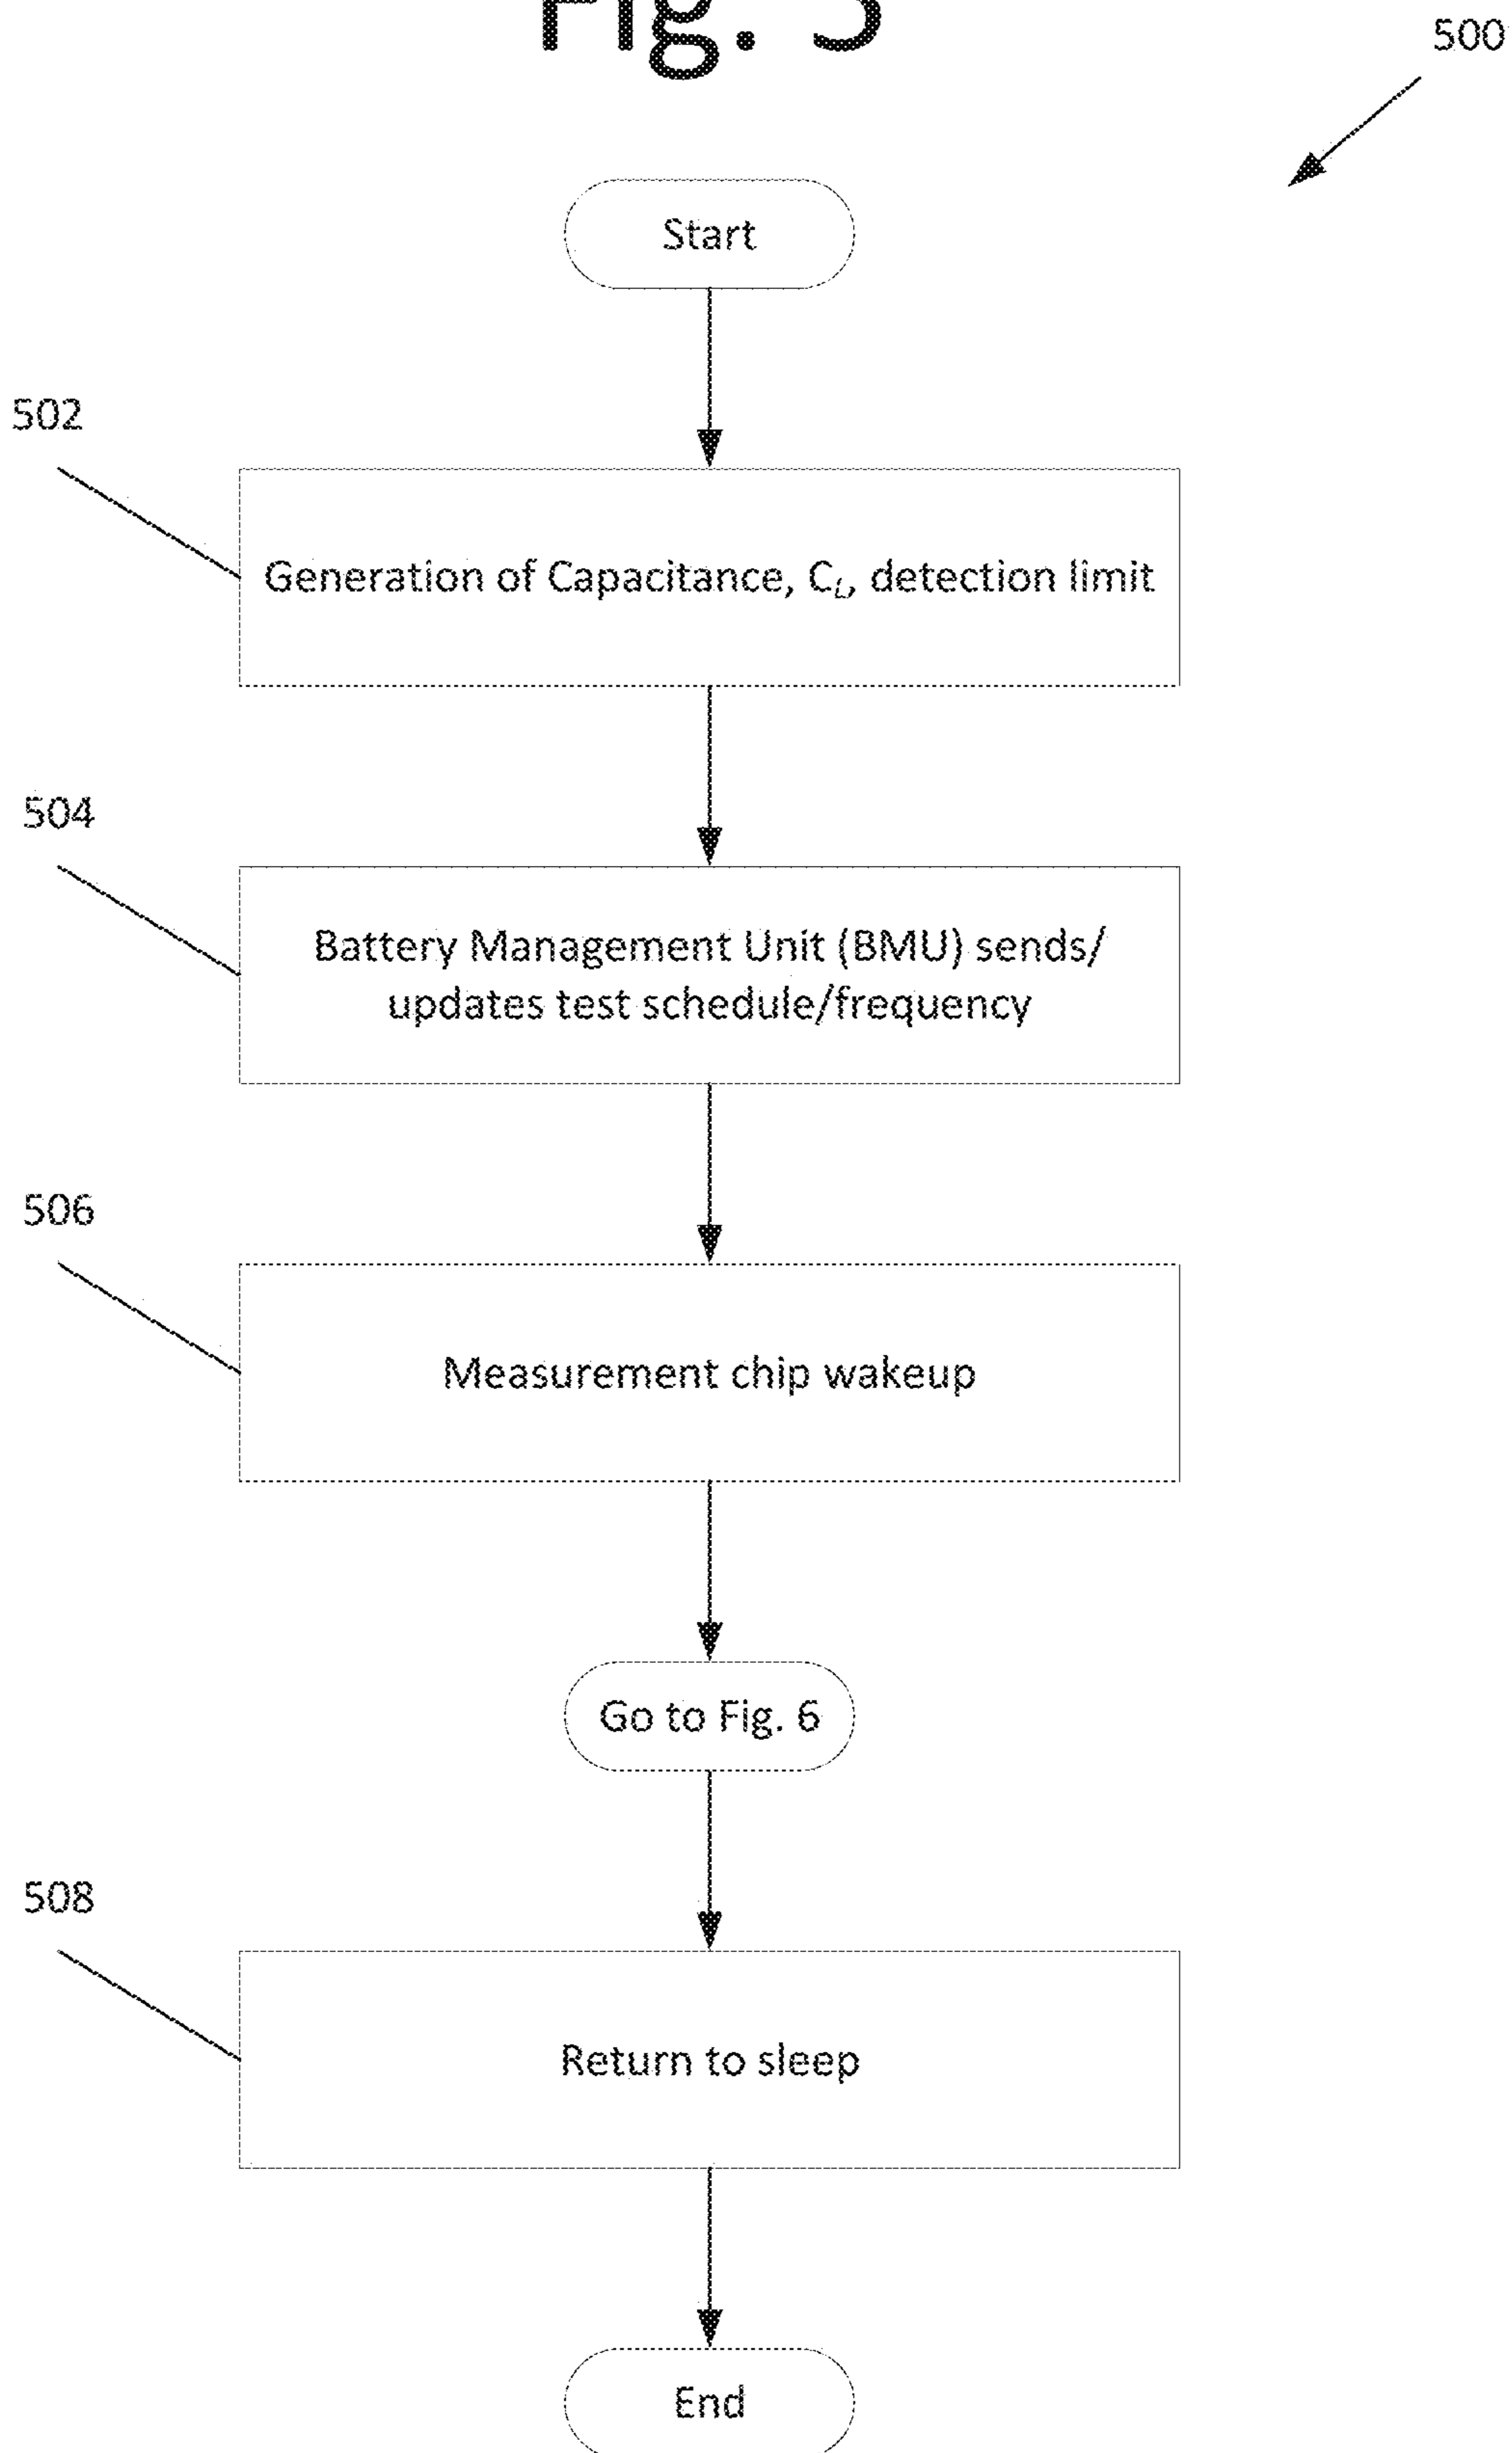 Fig. 5
500
Start
502
Generation of Capacitance, C_L, detection limit
504
Battery Management Unit (BMU) sends/
updates test schedule/frequency
506
Measurement chip wakeup
Go to Fig. 6
508
Return to sleep
End